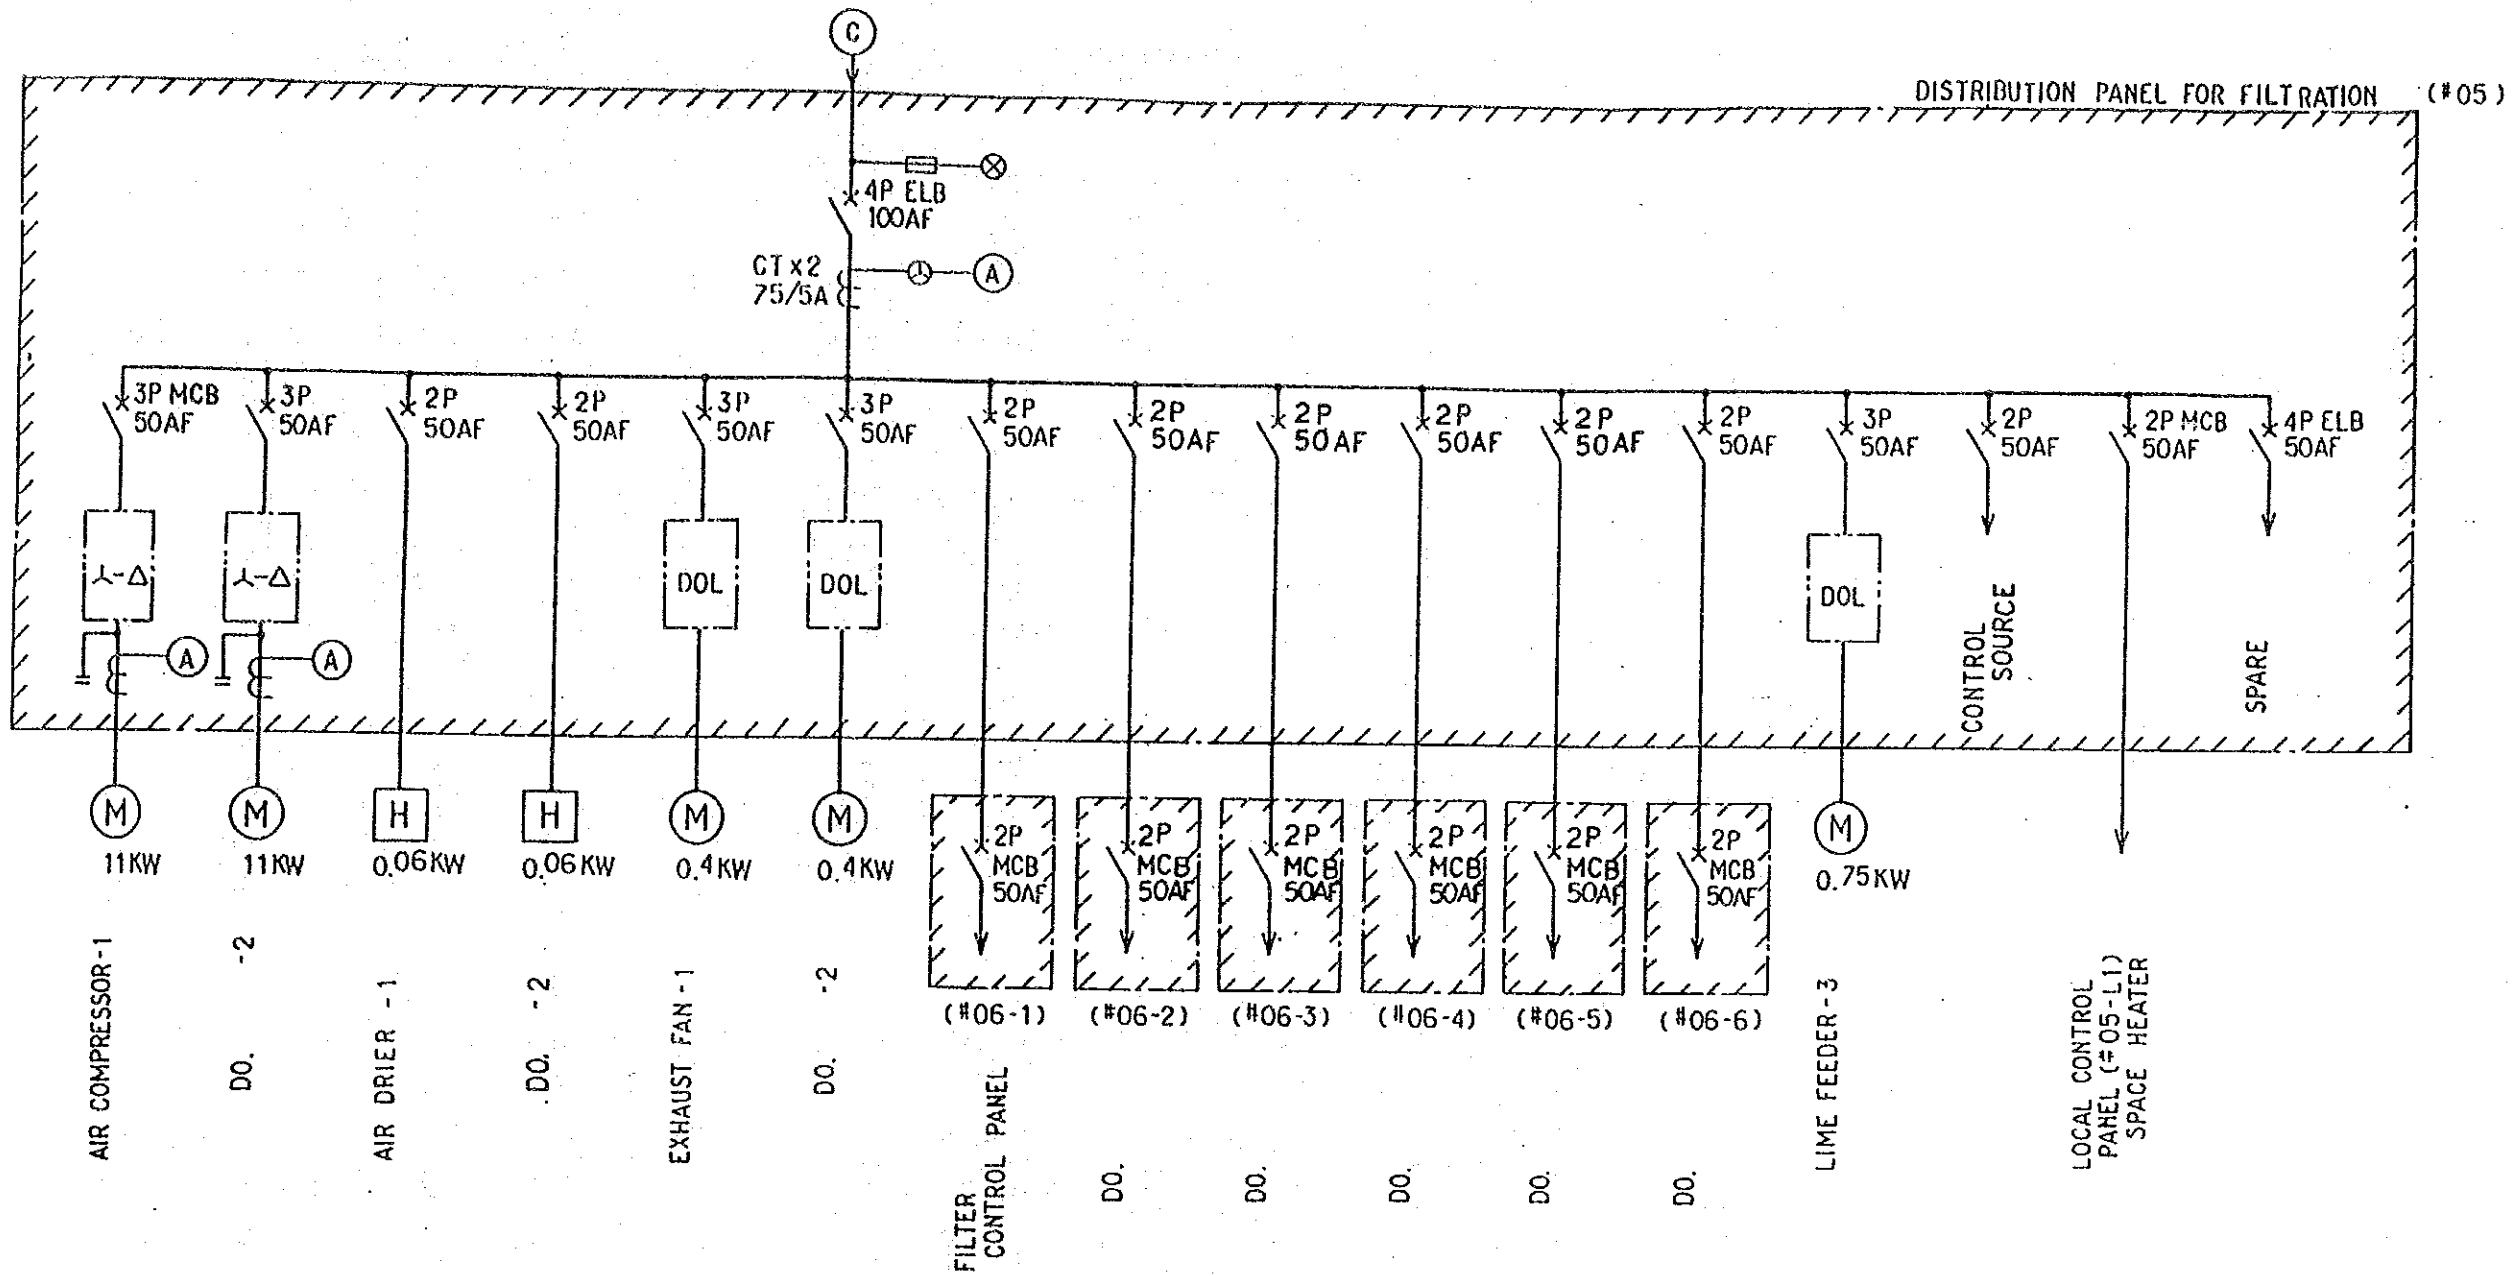 C
DISTRIBUTION PANEL FOR FILTRATION (#05)
4P ELB
100AF
CT x2
75/5A
A
3P MCB
50AF
3P
50AF
2P
50AF
2P
50AF
3P
50AF
3P
50AF
2P
50AF
2P
50AF
2P
50AF
2P
50AF
2P
50AF
2P
50AF
3P
50AF
2P
50AF
2P MCB
50AF
4P ELB
50AF
DOL
DOL
DOL
A
A
CONTROL
SOURCE
SPARE
M
11KW
M
11KW
H
0.06KW
H
0.06KW
M
0.4KW
M
0.4KW
2P
MCB
50AF
2P
MCB
50AF
2P
MCB
50AF
2P
MCB
50AF
2P
MCB
50AF
2P
MCB
50AF
M
0.75KW
(#06-1)
(#06-2)
(#06-3)
(#06-4)
(#06-5)
(#06-6)
AIR COMPRESSOR-1
DO. -2
AIR DRIER -1
DO. -2
EXHAUST FAN-1
DO. -2
FILTER
CONTROL PANEL
DO.
DO.
DO.
DO.
DO.
LIME FEEDER-3
LOCAL CONTROL
PANEL (#05-L1)
SPACE HEATER